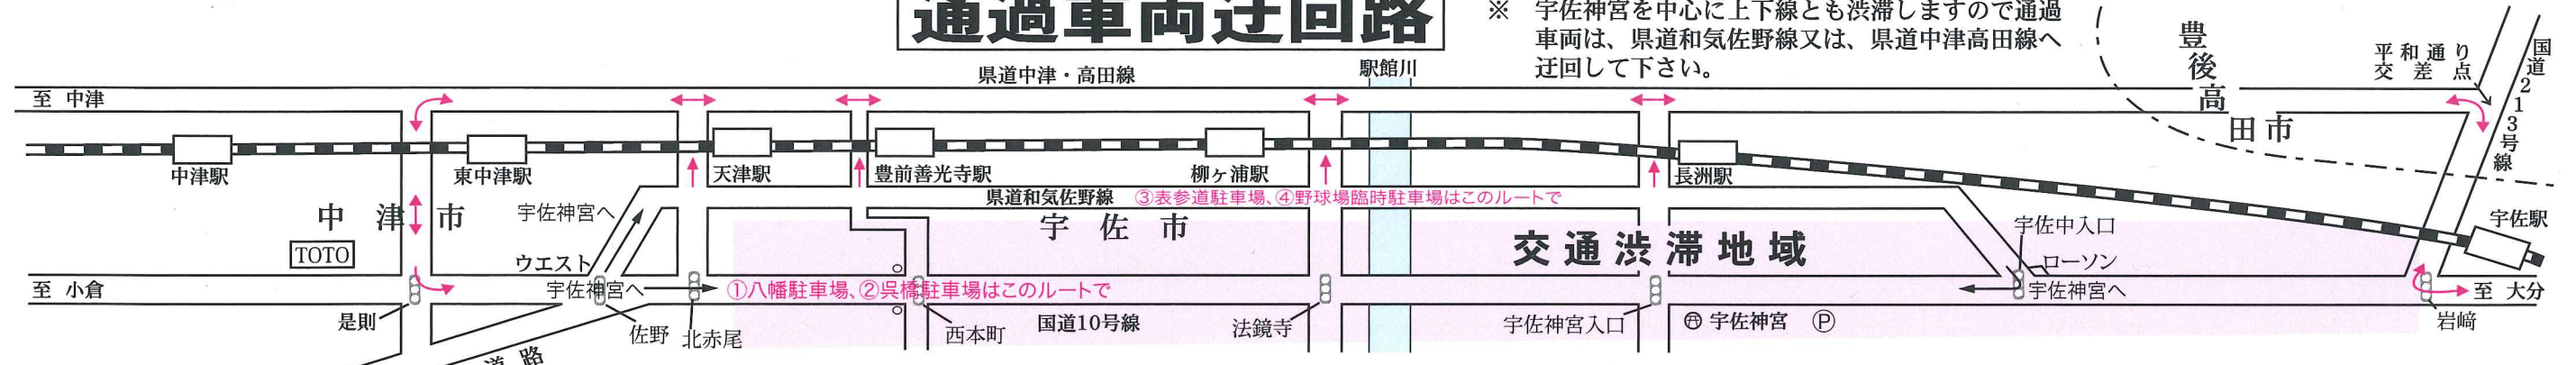 通過車両迂回路
※ 宇佐神宮を中心に上下線とも渋滞しますので通過
車両は、県道和気佐野線又は、県道中津高田線へ
迂回して下さい。
豊後高田市
平和通り
交差点
国道213号線
県道中津・高田線
駅館川
至 中津
中津駅
東中津駅
天津駅
豊前善光寺駅
柳ヶ浦駅
長洲駅
宇佐駅
県道和気佐野線
③表参道駐車場、④野球場臨時駐車場はこのルートで
中津市
宇佐神宮へ
宇佐市
交通渋滞地域
宇佐中入口
TOTO
ウエスト
ローソン
至 小倉
宇佐神宮へ
①八幡駐車場、②呉橋駐車場はこのルートで
宇佐神宮へ
至 大分
是則
佐野
北赤尾
西本町
国道10号線
法鏡寺
宇佐神宮入口
宇佐神宮
P
岩﨑
道路